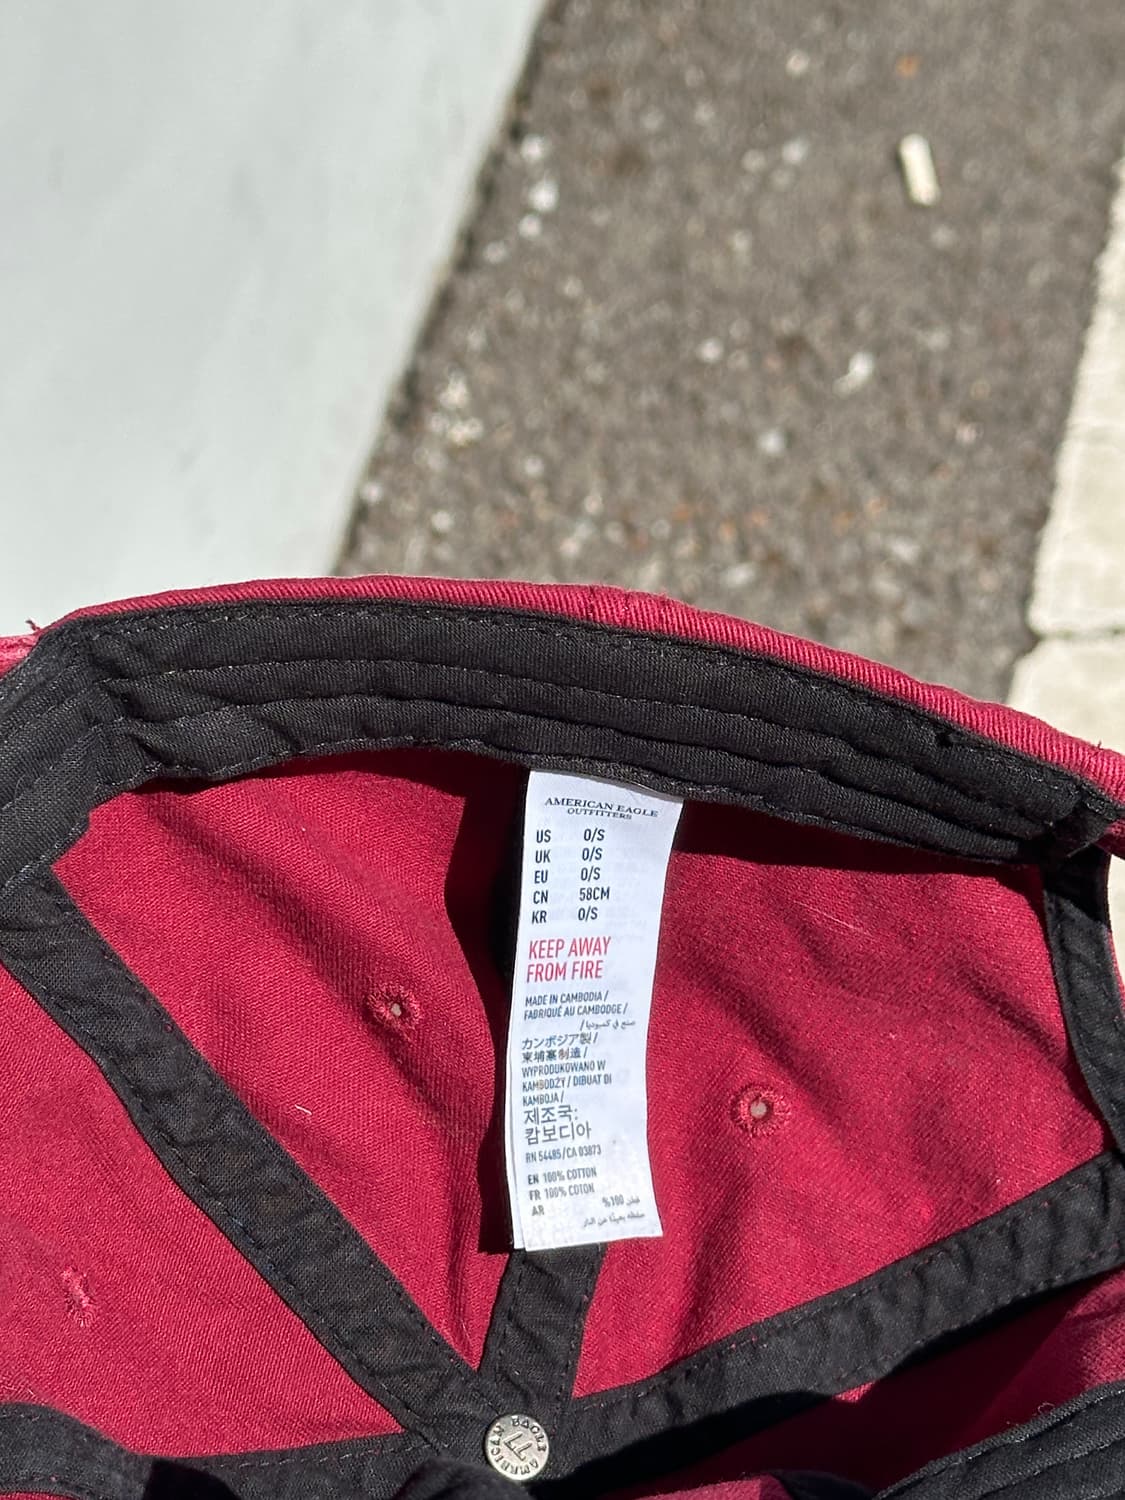 AMERICAN EAGLE
OUTFITTERS
US O/S
UK O/S
EU O/S
CN 58CM
KR O/S
KEEP AWAY
FROM FIRE
MADE IN CAMBODIA /
FABRIQUÉ AU CAMBODGE /
صنع في كمبوديا /
カンボジア製 /
柬埔寨制造 /
WYPRODUKOWANO W
KAMBODŻY / DIBUAT DI
KAMBOJA /
제조국:
캄보디아
RN 54485/CA 03873
EN 100% COTTON
FR 100% COTON
AR قطن 100%
AMERICAN EAGLE 77